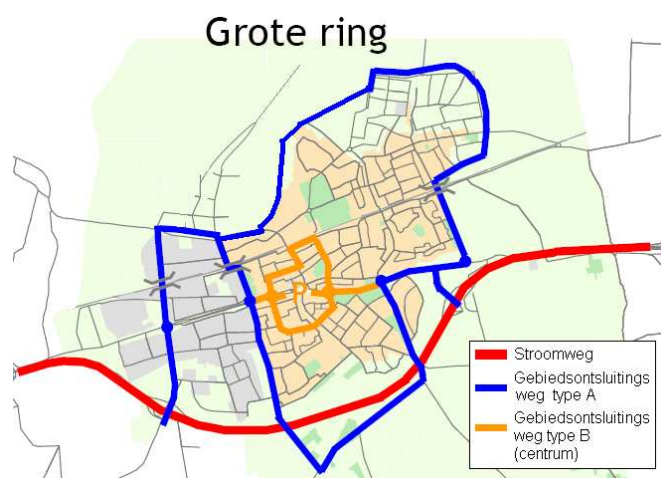 Grote ring
P
Stroomweg
Gebiedsontsluitings
weg type A
Gebiedsontsluitings
weg type B
(centrum)